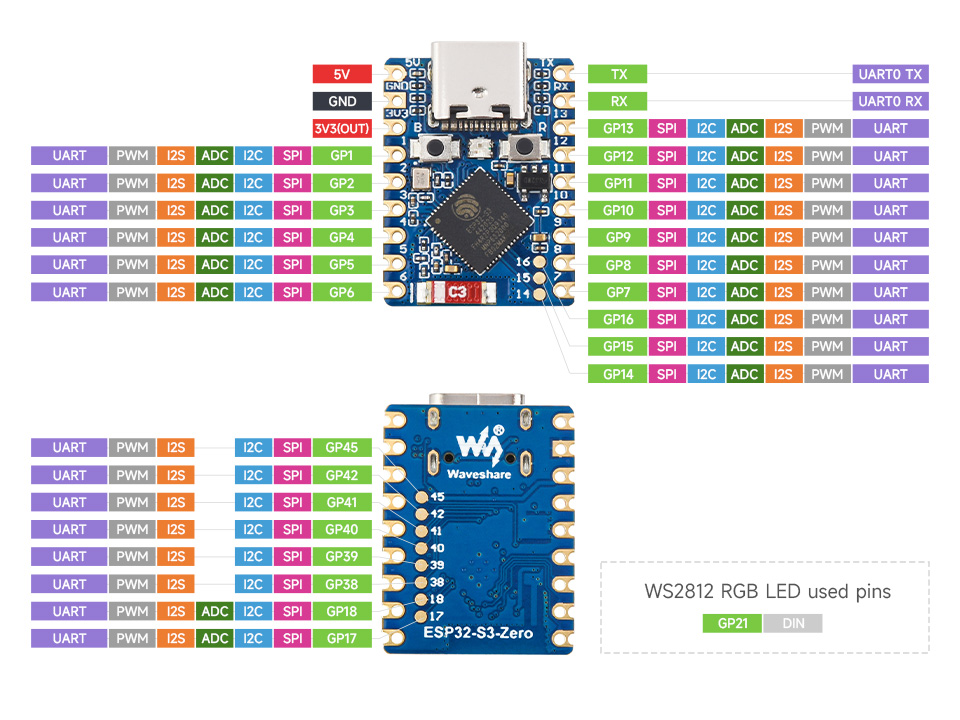 5V
GND
3V3(OUT)
UART PWM I2S ADC I2C SPI GP1
UART PWM I2S ADC I2C SPI GP2
UART PWM I2S ADC I2C SPI GP3
UART PWM I2S ADC I2C SPI GP4
UART PWM I2S ADC I2C SPI GP5
UART PWM I2S ADC I2C SPI GP6
5V TX
GND RX
3V3 13
B R
1 12
2 11
3 10
4 9
5 8
6 7
16
15
14
C3
TX UART0 TX
RX UART0 RX
GP13 SPI I2C ADC I2S PWM UART
GP12 SPI I2C ADC I2S PWM UART
GP11 SPI I2C ADC I2S PWM UART
GP10 SPI I2C ADC I2S PWM UART
GP9 SPI I2C ADC I2S PWM UART
GP8 SPI I2C ADC I2S PWM UART
GP7 SPI I2C ADC I2S PWM UART
GP16 SPI I2C ADC I2S PWM UART
GP15 SPI I2C ADC I2S PWM UART
GP14 SPI I2C ADC I2S PWM UART
UART PWM I2S I2C SPI GP45
UART PWM I2S I2C SPI GP42
UART PWM I2S I2C SPI GP41
UART PWM I2S I2C SPI GP40
UART PWM I2S I2C SPI GP39
UART PWM I2S I2C SPI GP38
UART PWM I2S ADC I2C SPI GP18
UART PWM I2S ADC I2C SPI GP17
®
Waveshare
45
42
41
40
39
38
18
17
ESP32-S3-Zero
WS2812 RGB LED used pins
GP21 DIN